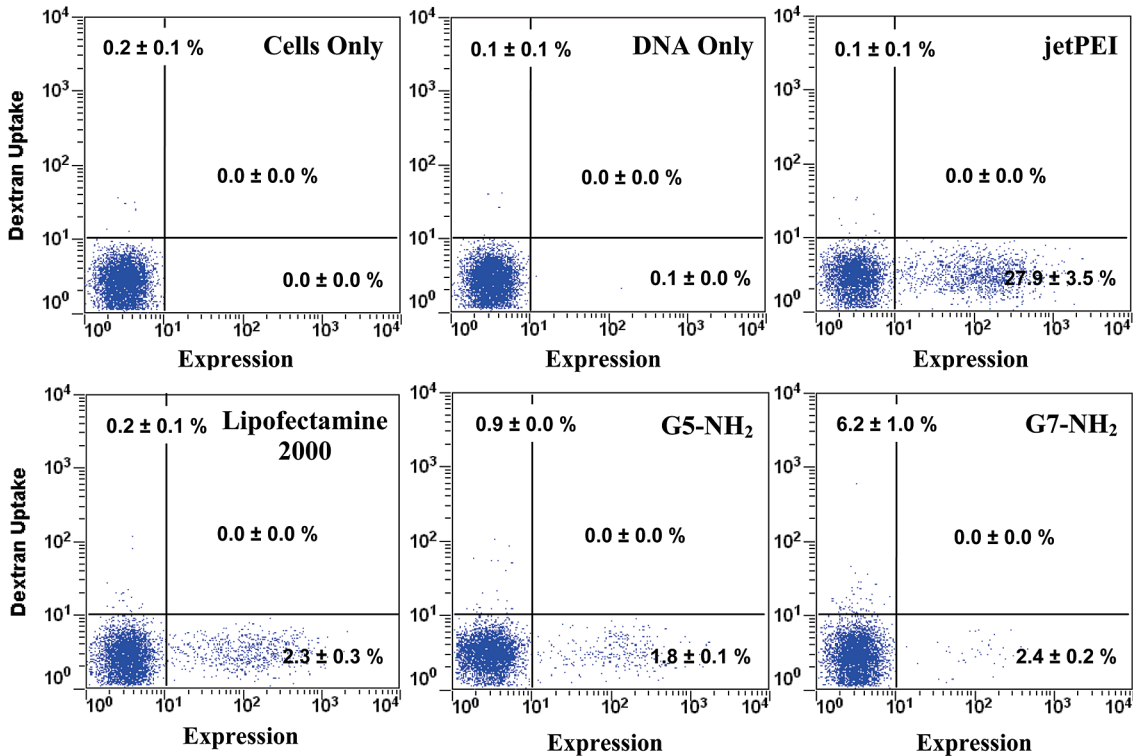 10⁴
10³
10²
10¹
10⁰
Dextran Uptake
0.2 ± 0.1 %
Cells Only
0.0 ± 0.0 %
0.0 ± 0.0 %
10⁰ 10¹ 10² 10³ 10⁴
Expression
10⁴
10³
10²
10¹
10⁰
0.1 ± 0.1 %
DNA Only
0.0 ± 0.0 %
0.1 ± 0.0 %
10⁰ 10¹ 10² 10³ 10⁴
Expression
10⁴
10³
10²
10¹
10⁰
0.1 ± 0.1 %
jetPEI
0.0 ± 0.0 %
27.9 ± 3.5 %
10⁰ 10¹ 10² 10³ 10⁴
Expression
10⁴
10³
10²
10¹
10⁰
Dextran Uptake
0.2 ± 0.1 %
Lipofectamine
2000
0.0 ± 0.0 %
2.3 ± 0.3 %
10⁰ 10¹ 10² 10³ 10⁴
Expression
10⁴
10³
10²
10¹
10⁰
0.9 ± 0.0 %
G5-NH₂
0.0 ± 0.0 %
1.8 ± 0.1 %
10⁰ 10¹ 10² 10³ 10⁴
Expression
10⁴
10³
10²
10¹
10⁰
6.2 ± 1.0 %
G7-NH₂
0.0 ± 0.0 %
2.4 ± 0.2 %
10⁰ 10¹ 10² 10³ 10⁴
Expression